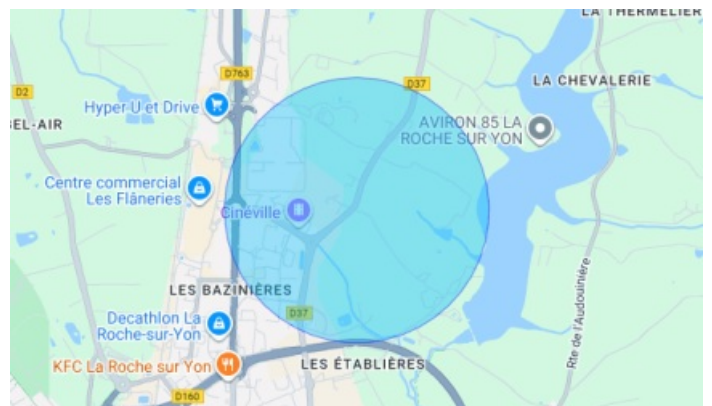 LA THERMELIER
D763
D37
D2
LA CHEVALERIE
Hyper U et Drive
BEL-AIR
AVIRON 85 LA
ROCHE SUR YON
Centre commercial
Les Flâneries
Cinéville
LES BAZINIÈRES
D37
Decathlon La
Roche-sur-Yon
Rte de l'Audouinière
KFC La Roche sur Yon
LES ÉTABLIÈRES
D160